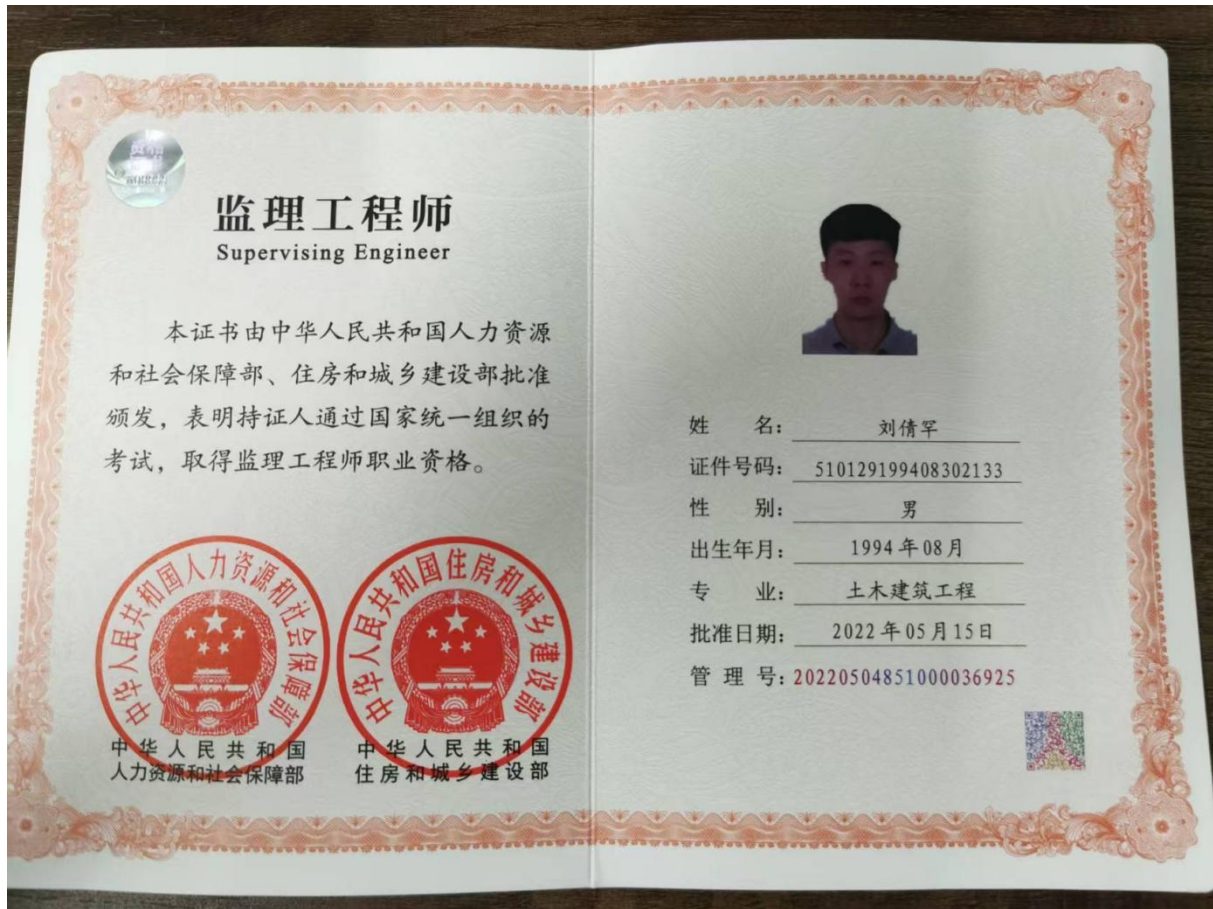 监理工程师
Supervising Engineer
本证书由中华人民共和国人力资源
和社会保障部、住房和城乡建设部批准
颁发，表明持证人通过国家统一组织的
考试，取得监理工程师职业资格。
中华人民共和国人力资源和社会保障部
中华人民共和国住房和城乡建设部
中华人民共和国
人力资源和社会保障部
中华人民共和国
住房和城乡建设部
姓 名：刘倩罕
证件号码：510129199408302133
性 别：男
出生年月：1994年08月
专 业：土木建筑工程
批准日期：2022年05月15日
管 理 号：20220504851000036925